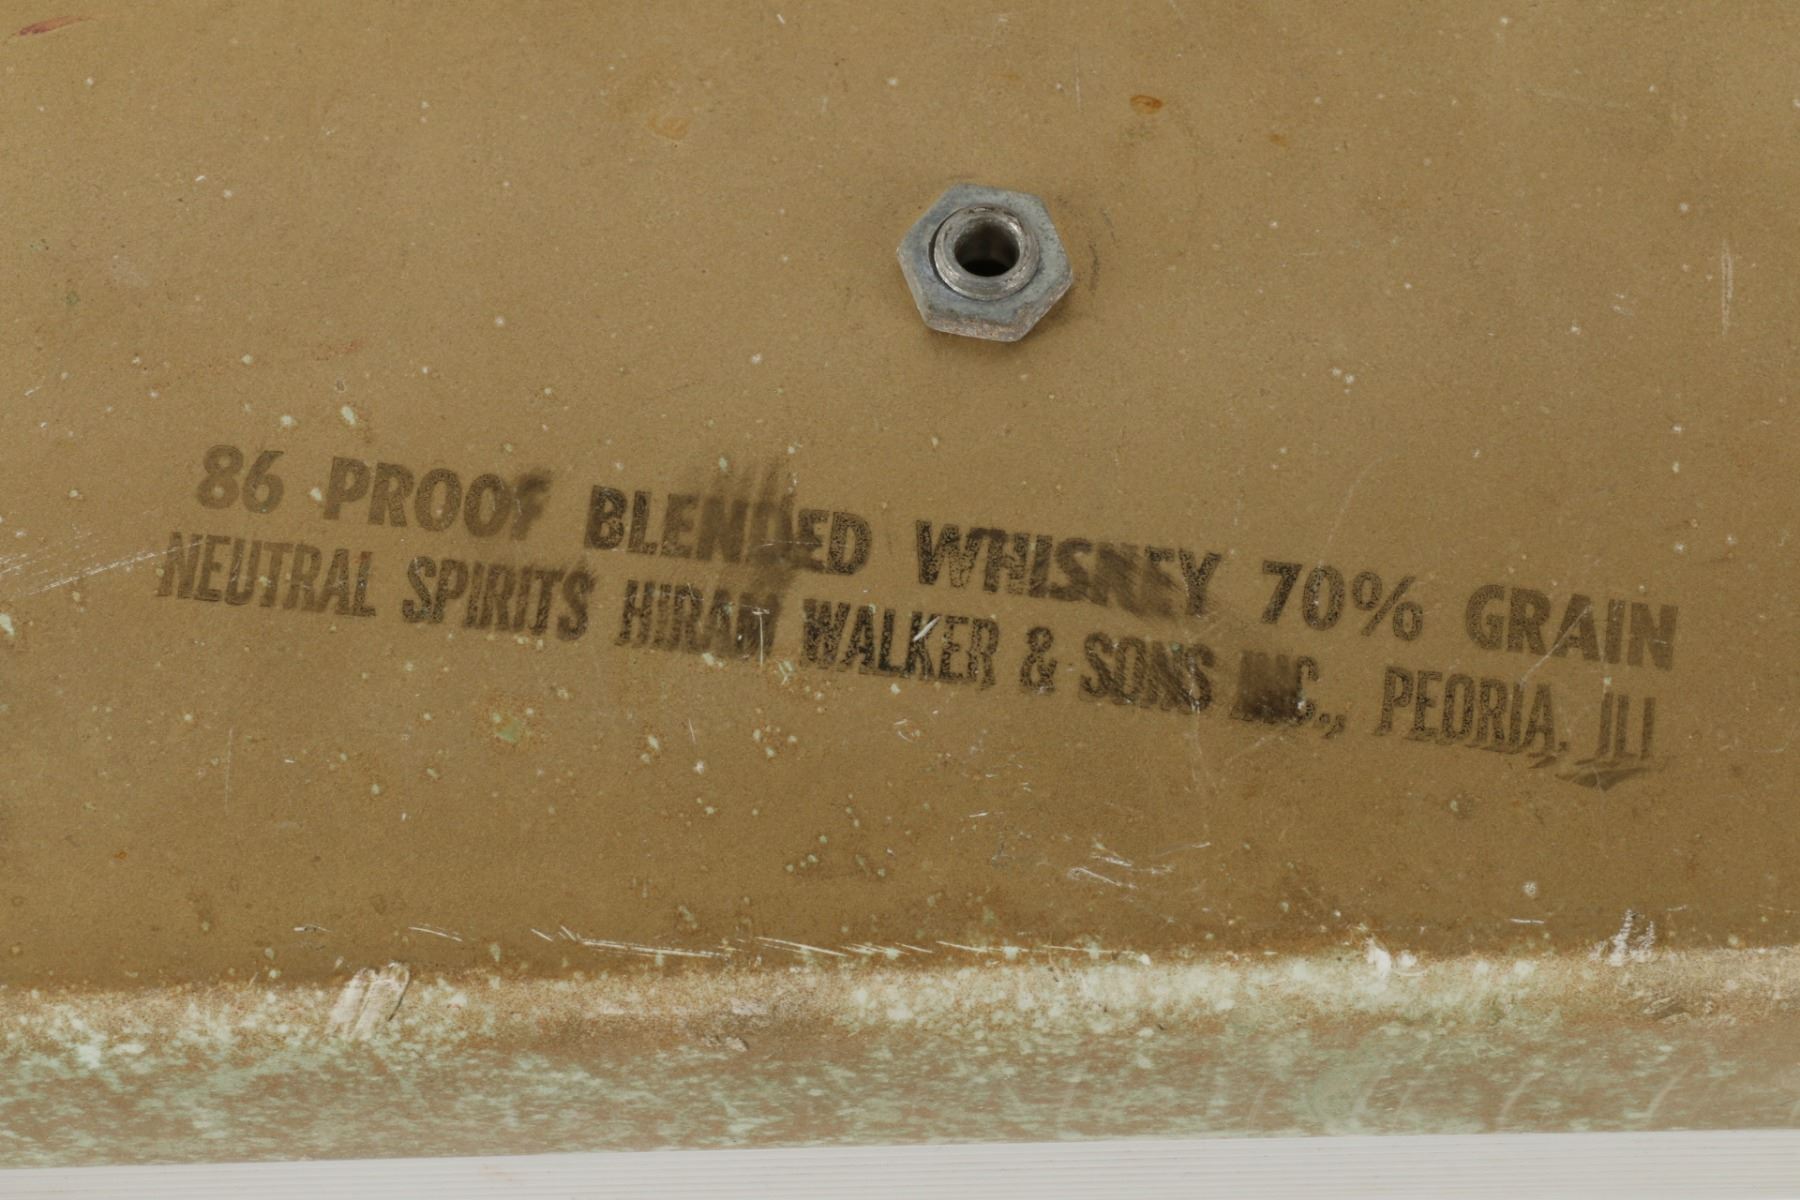 86 PROOF BLENDED WHISKEY 70% GRAIN
NEUTRAL SPIRITS HIRAM WALKER & SONS INC., PEORIA, ILL